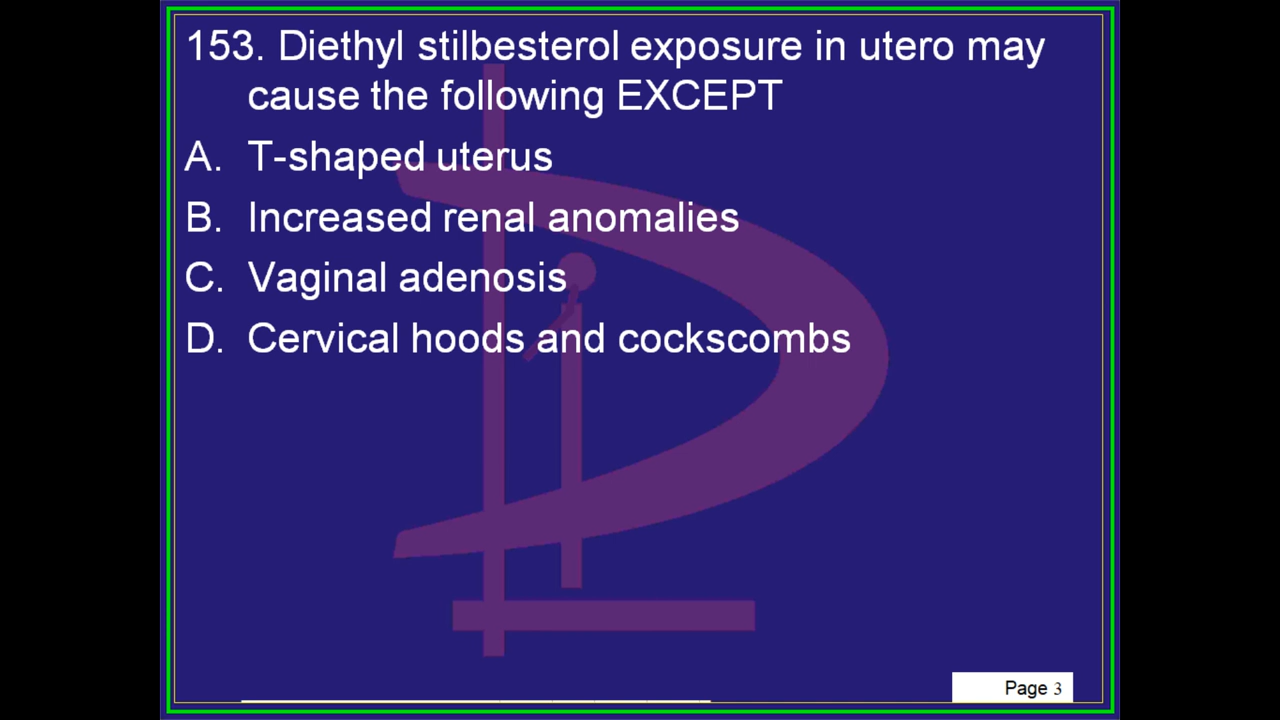 153. Diethyl stilbesterol exposure in utero may
cause the following EXCEPT
A. T-shaped uterus
B. Increased renal anomalies
C. Vaginal adenosis
D. Cervical hoods and cockscombs
Page 3